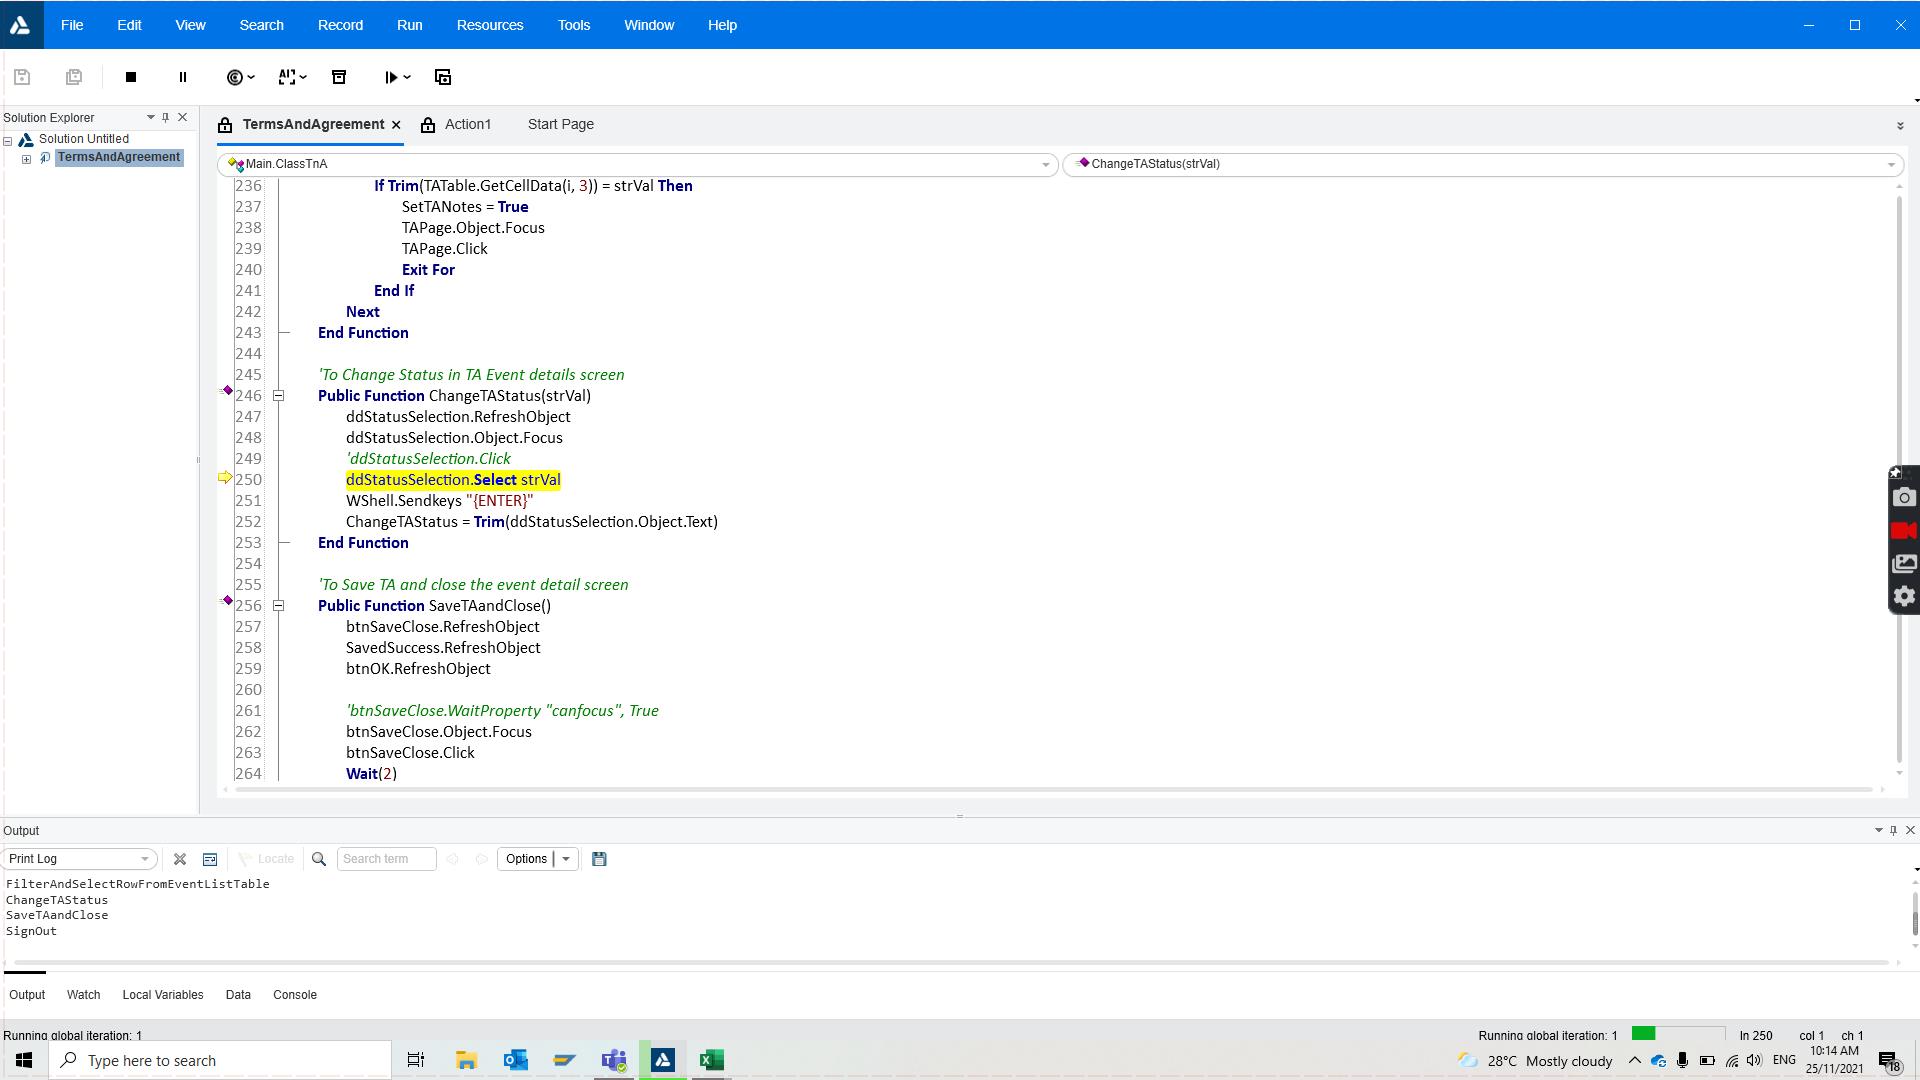 File Edit View Search Record Run Resources Tools Window Help
Solution Explorer
Solution Untitled
TermsAndAgreement
TermsAndAgreement Action1 Start Page
Main.ClassTnA ChangeTAStatus(strVal)
236 If Trim(TATable.GetCellData(i, 3)) = strVal Then
237 SetTANotes = True
238 TAPage.Object.Focus
239 TAPage.Click
240 Exit For
241 End If
242 Next
243 End Function
244
245 'To Change Status in TA Event details screen
246 Public Function ChangeTAStatus(strVal)
247 ddStatusSelection.RefreshObject
248 ddStatusSelection.Object.Focus
249 'ddStatusSelection.Click
250 ddStatusSelection.Select strVal
251 WShell.Sendkeys "{ENTER}"
252 ChangeTAStatus = Trim(ddStatusSelection.Object.Text)
253 End Function
254
255 'To Save TA and close the event detail screen
256 Public Function SaveTAandClose()
257 btnSaveClose.RefreshObject
258 SavedSuccess.RefreshObject
259 btnOK.RefreshObject
260
261 'btnSaveClose.WaitProperty "canfocus", True
262 btnSaveClose.Object.Focus
263 btnSaveClose.Click
264 Wait(2)
Output
Print Log Locate Search term Options
FilterAndSelectRowFromEventListTable
ChangeTAStatus
SaveTAandClose
SignOut
Output Watch Local Variables Data Console
Running global iteration: 1 Running global iteration: 1 ln 250 col 1 ch 1
Type here to search 28°C Mostly cloudy ENG 10:14 AM
25/11/2021 18